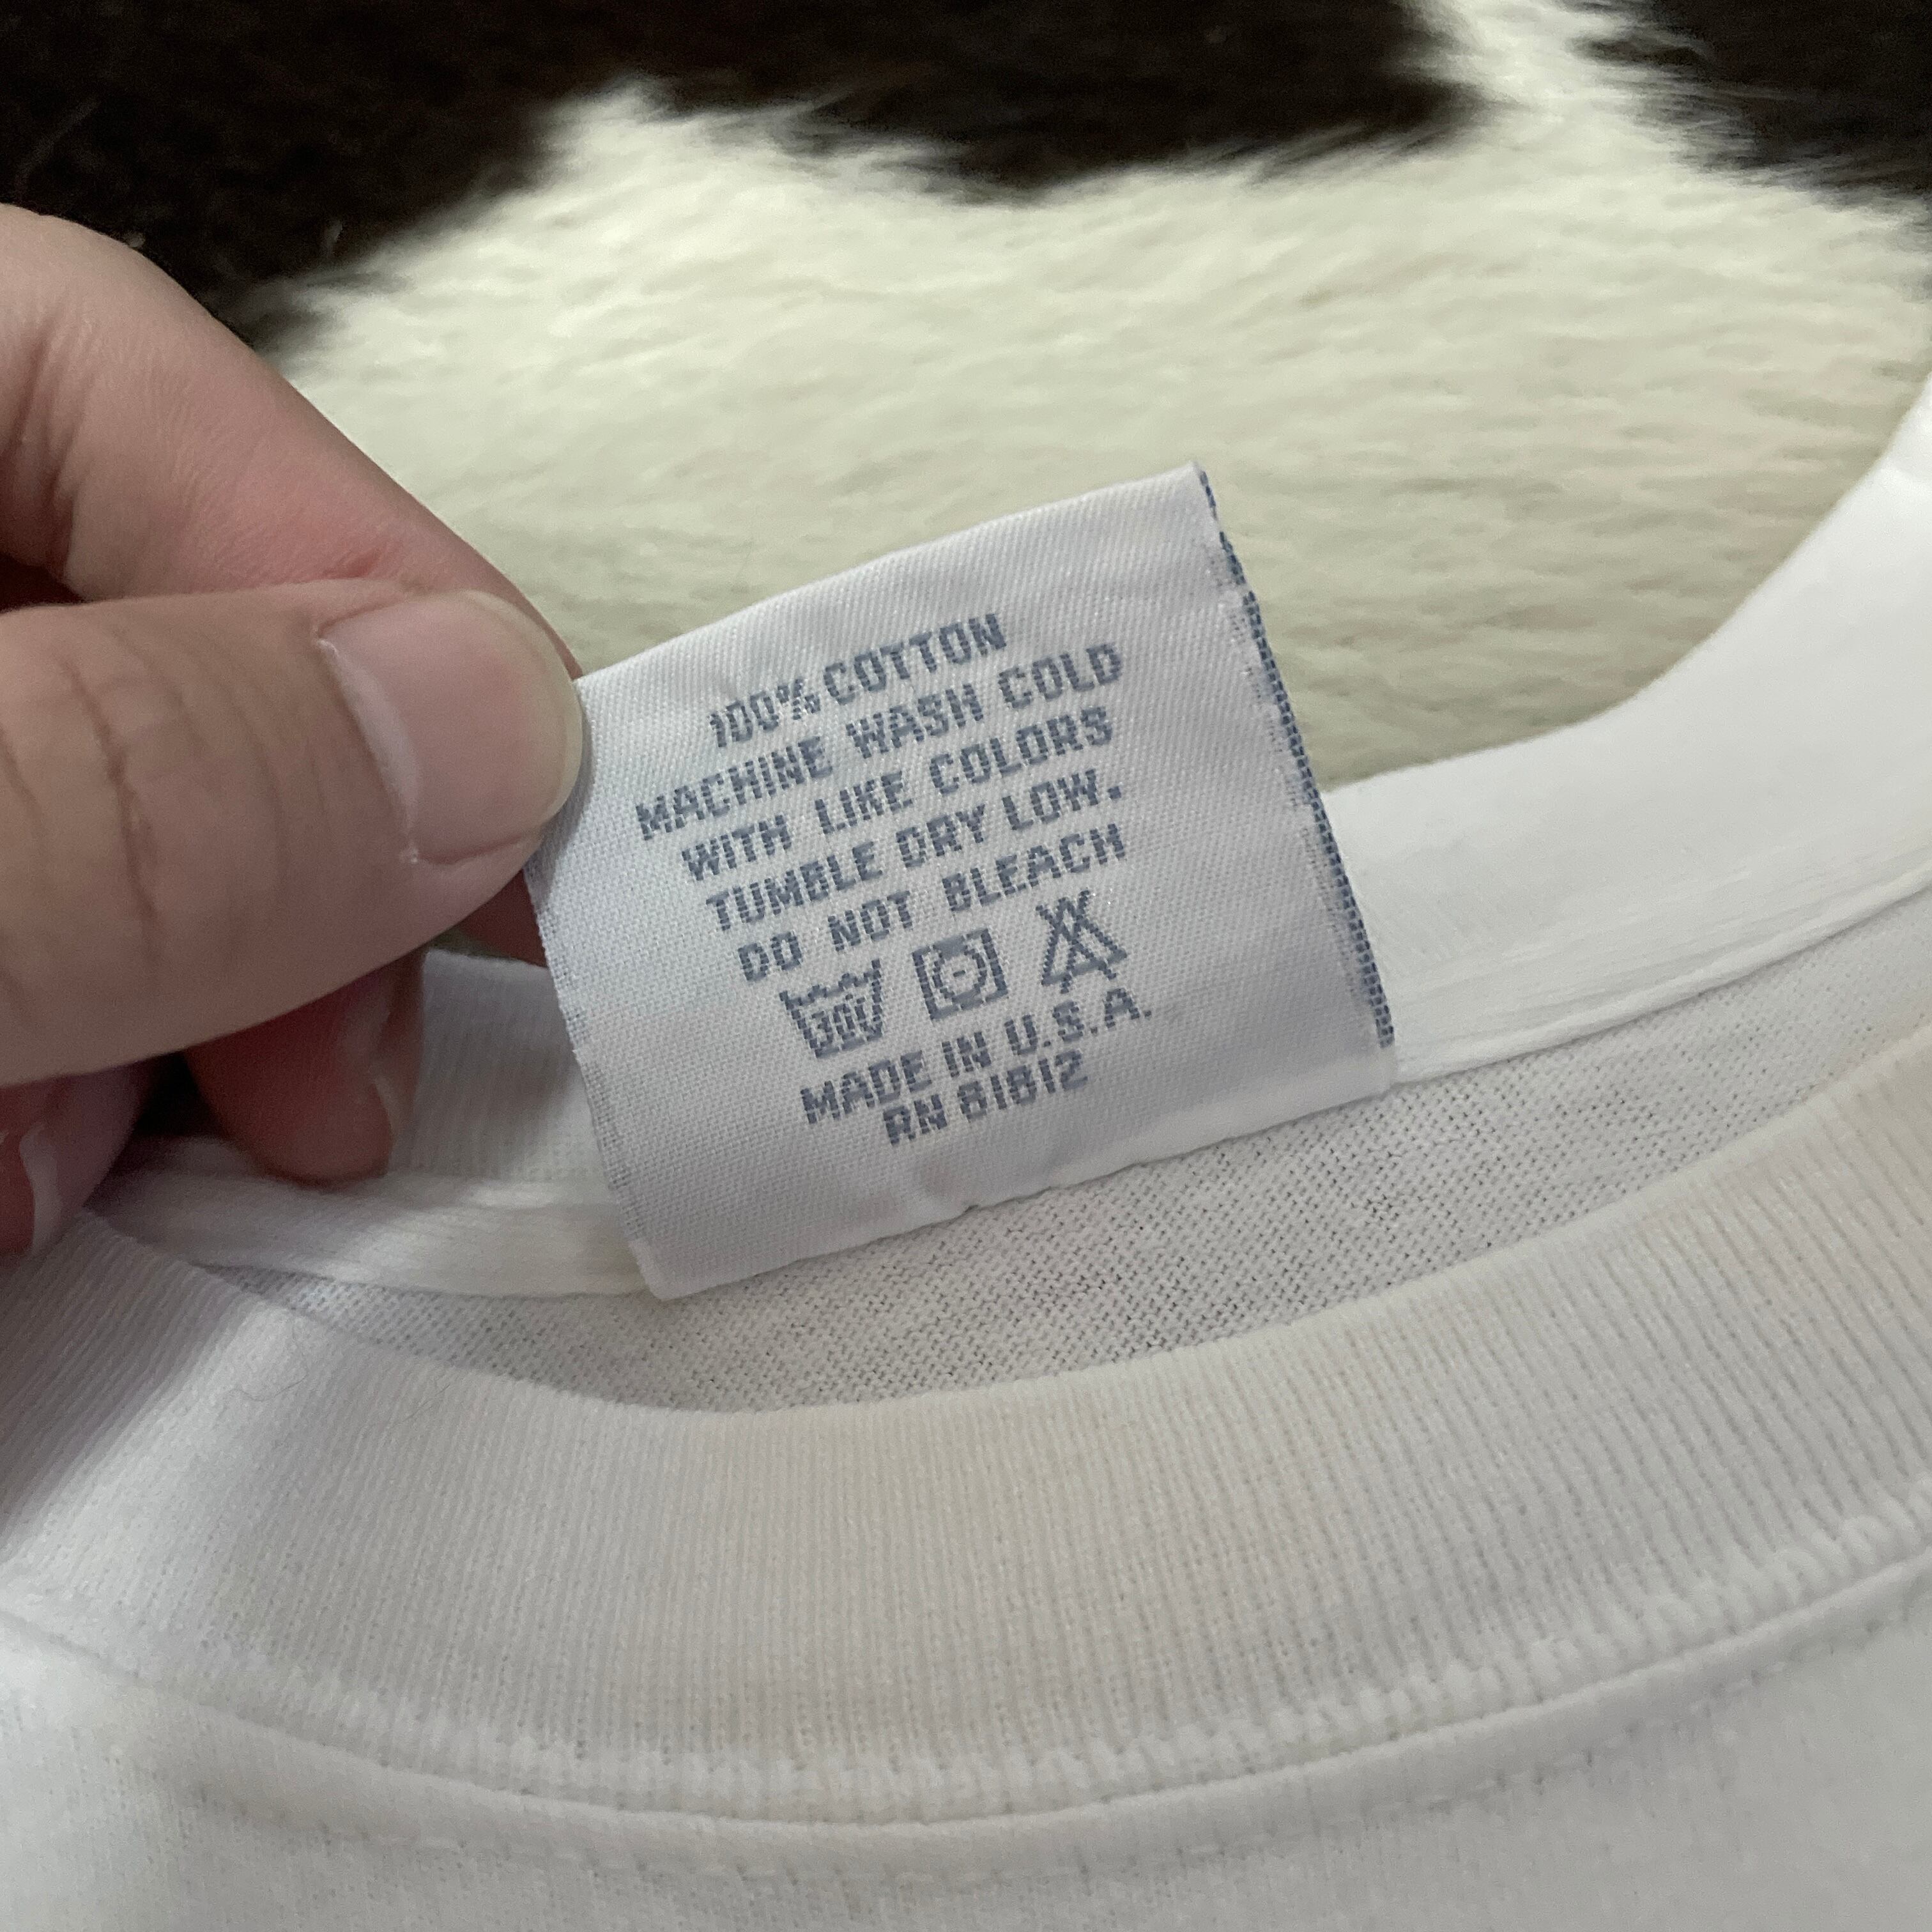 100% COTTON
MACHINE WASH COLD
WITH LIKE COLORS
TUMBLE DRY LOW.
DO NOT BLEACH
30
MADE IN U.S.A.
RN 81812